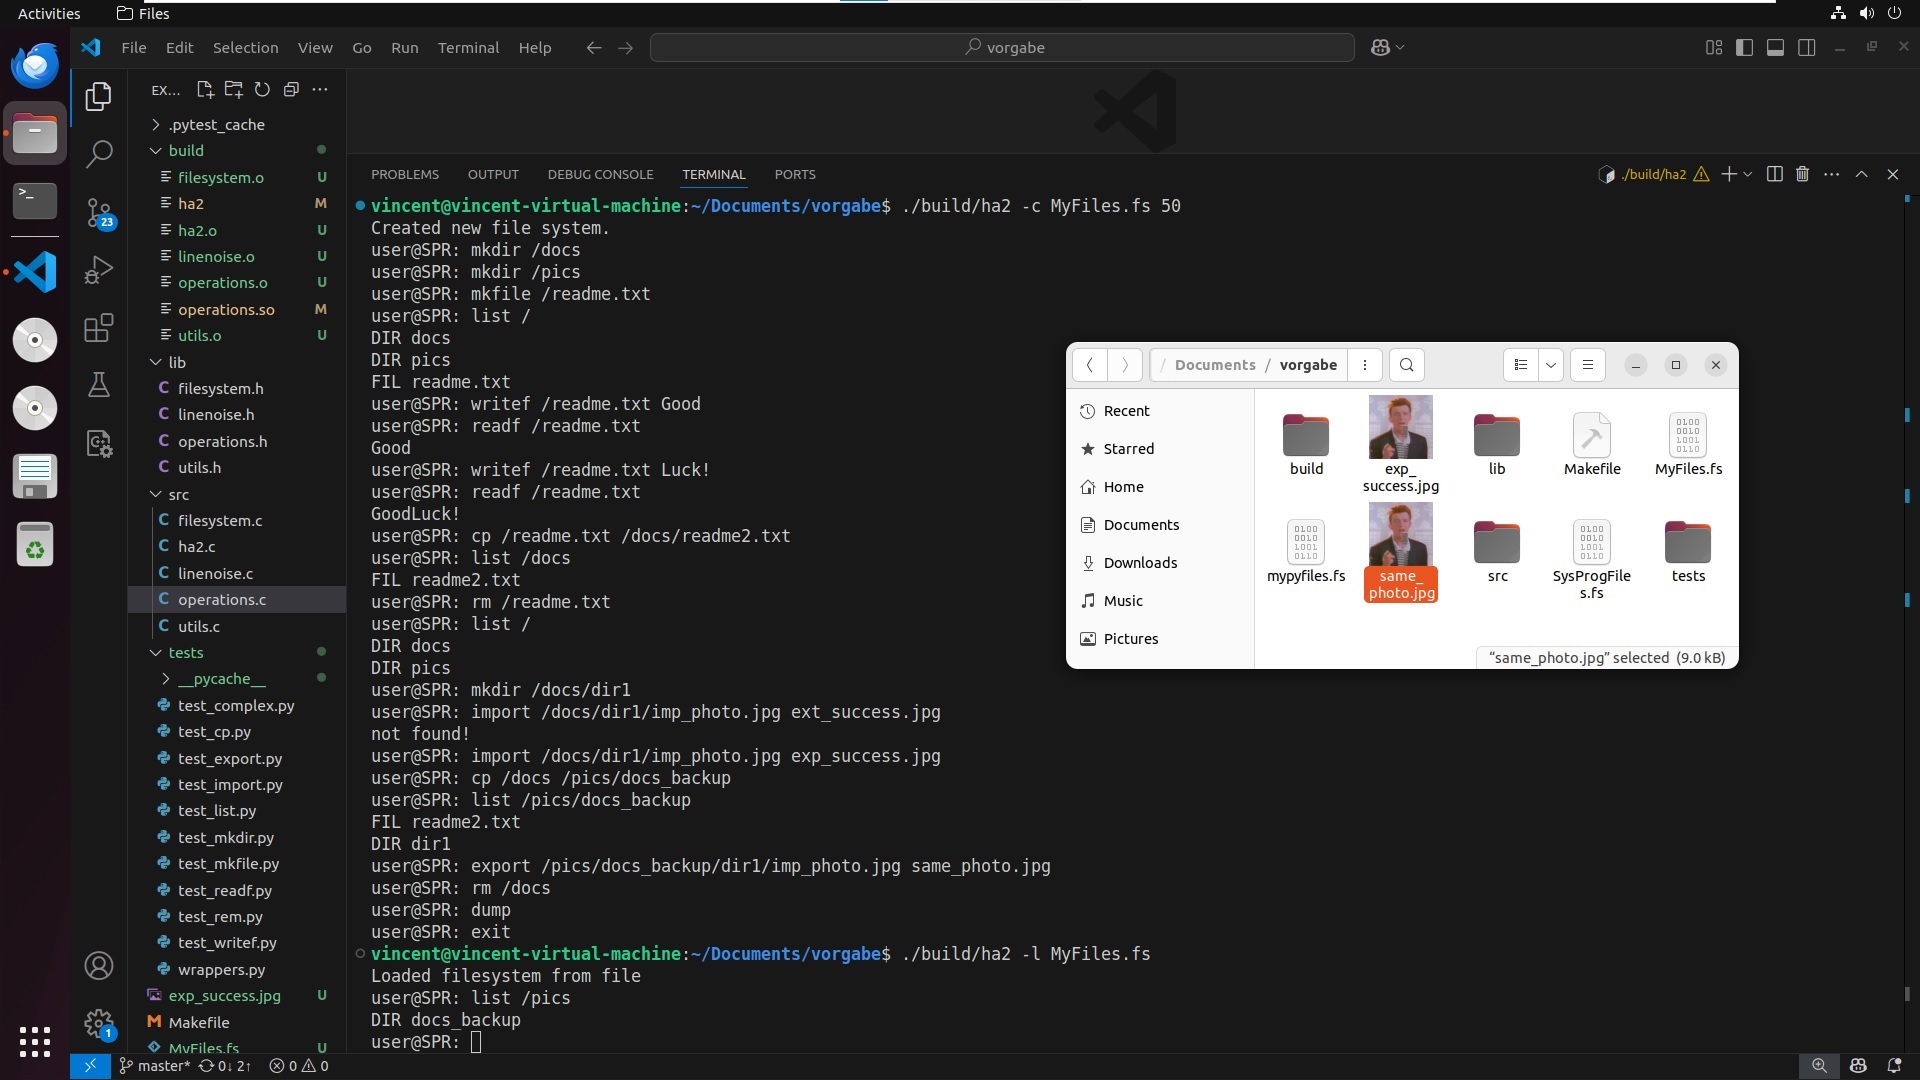 Activities
Files
File Edit Selection View Go Run Terminal Help
vorgabe
EX...
.pytest_cache
build
filesystem.o U
ha2 M
ha2.o U
linenoise.o U
operations.o U
operations.so M
utils.o U
lib
C filesystem.h
C linenoise.h
C operations.h
C utils.h
src
C filesystem.c
C ha2.c
C linenoise.c
C operations.c
C utils.c
tests
__pycache__
test_complex.py
test_cp.py
test_export.py
test_import.py
test_list.py
test_mkdir.py
test_mkfile.py
test_readf.py
test_rem.py
test_writef.py
wrappers.py
exp_success.jpg U
M Makefile
MyFiles.fs U
23
1
PROBLEMS OUTPUT DEBUG CONSOLE TERMINAL PORTS
./build/ha2
vincent@vincent-virtual-machine:~/Documents/vorgabe$ ./build/ha2 -c MyFiles.fs 50
Created new file system.
user@SPR: mkdir /docs
user@SPR: mkdir /pics
user@SPR: mkfile /readme.txt
user@SPR: list /
DIR docs
DIR pics
FIL readme.txt
user@SPR: writef /readme.txt Good
user@SPR: readf /readme.txt
Good
user@SPR: writef /readme.txt Luck!
user@SPR: readf /readme.txt
GoodLuck!
user@SPR: cp /readme.txt /docs/readme2.txt
user@SPR: list /docs
FIL readme2.txt
user@SPR: rm /readme.txt
user@SPR: list /
DIR docs
DIR pics
user@SPR: mkdir /docs/dir1
user@SPR: import /docs/dir1/imp_photo.jpg ext_success.jpg
not found!
user@SPR: import /docs/dir1/imp_photo.jpg exp_success.jpg
user@SPR: cp /docs /pics/docs_backup
user@SPR: list /pics/docs_backup
FIL readme2.txt
DIR dir1
user@SPR: export /pics/docs_backup/dir1/imp_photo.jpg same_photo.jpg
user@SPR: rm /docs
user@SPR: dump
user@SPR: exit
vincent@vincent-virtual-machine:~/Documents/vorgabe$ ./build/ha2 -l MyFiles.fs
Loaded filesystem from file
user@SPR: list /pics
DIR docs_backup
user@SPR:
/ Documents / vorgabe
Recent
Starred
Home
Documents
Downloads
Music
Pictures
build
exp_
success.jpg
lib
Makefile
MyFiles.fs
mypyfiles.fs
same_
photo.jpg
src
SysProgFile
s.fs
tests
“same_photo.jpg” selected (9.0 kB)
master* 0↓ 2↑ 0 0